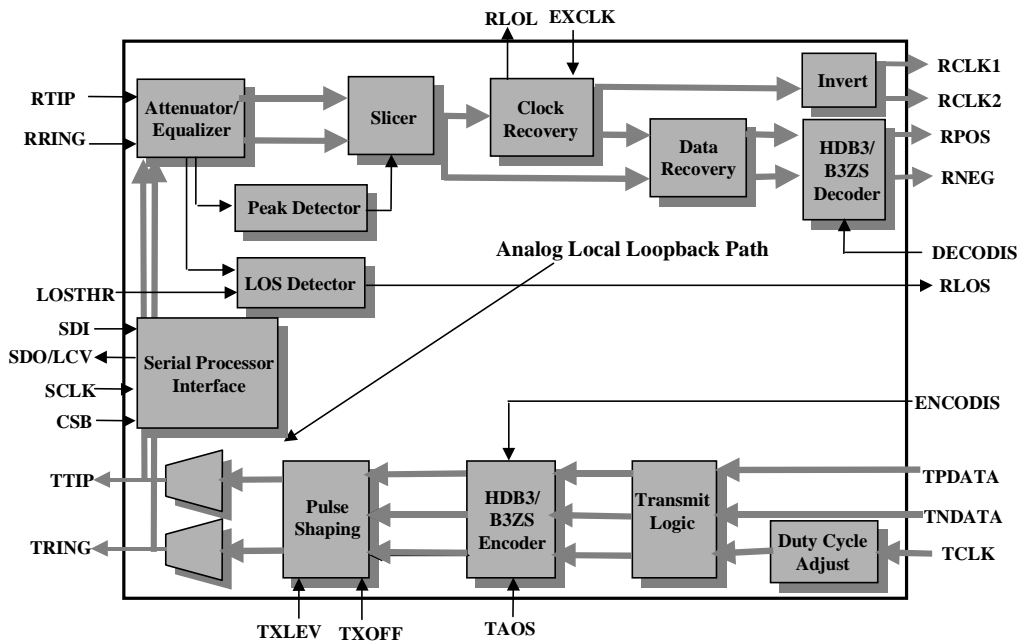 RLOL
EXCLK
RTIP
RRING
Attenuator/
Equalizer
Slicer
Clock
Recovery
Invert
RCLK1
RCLK2
Data
Recovery
HDB3/
B3ZS
Decoder
RPOS
RNEG
Peak Detector
Analog Local Loopback Path
DECODIS
LOS Detector
LOSTHR
RLOS
SDI
SDO/LCV
SCLK
CSB
Serial Processor
Interface
ENCODIS
TTIP
TRING
Pulse
Shaping
HDB3/
B3ZS
Encoder
Transmit
Logic
Duty Cycle
Adjust
TPDATA
TNDATA
TCLK
TXLEV
TXOFF
TAOS